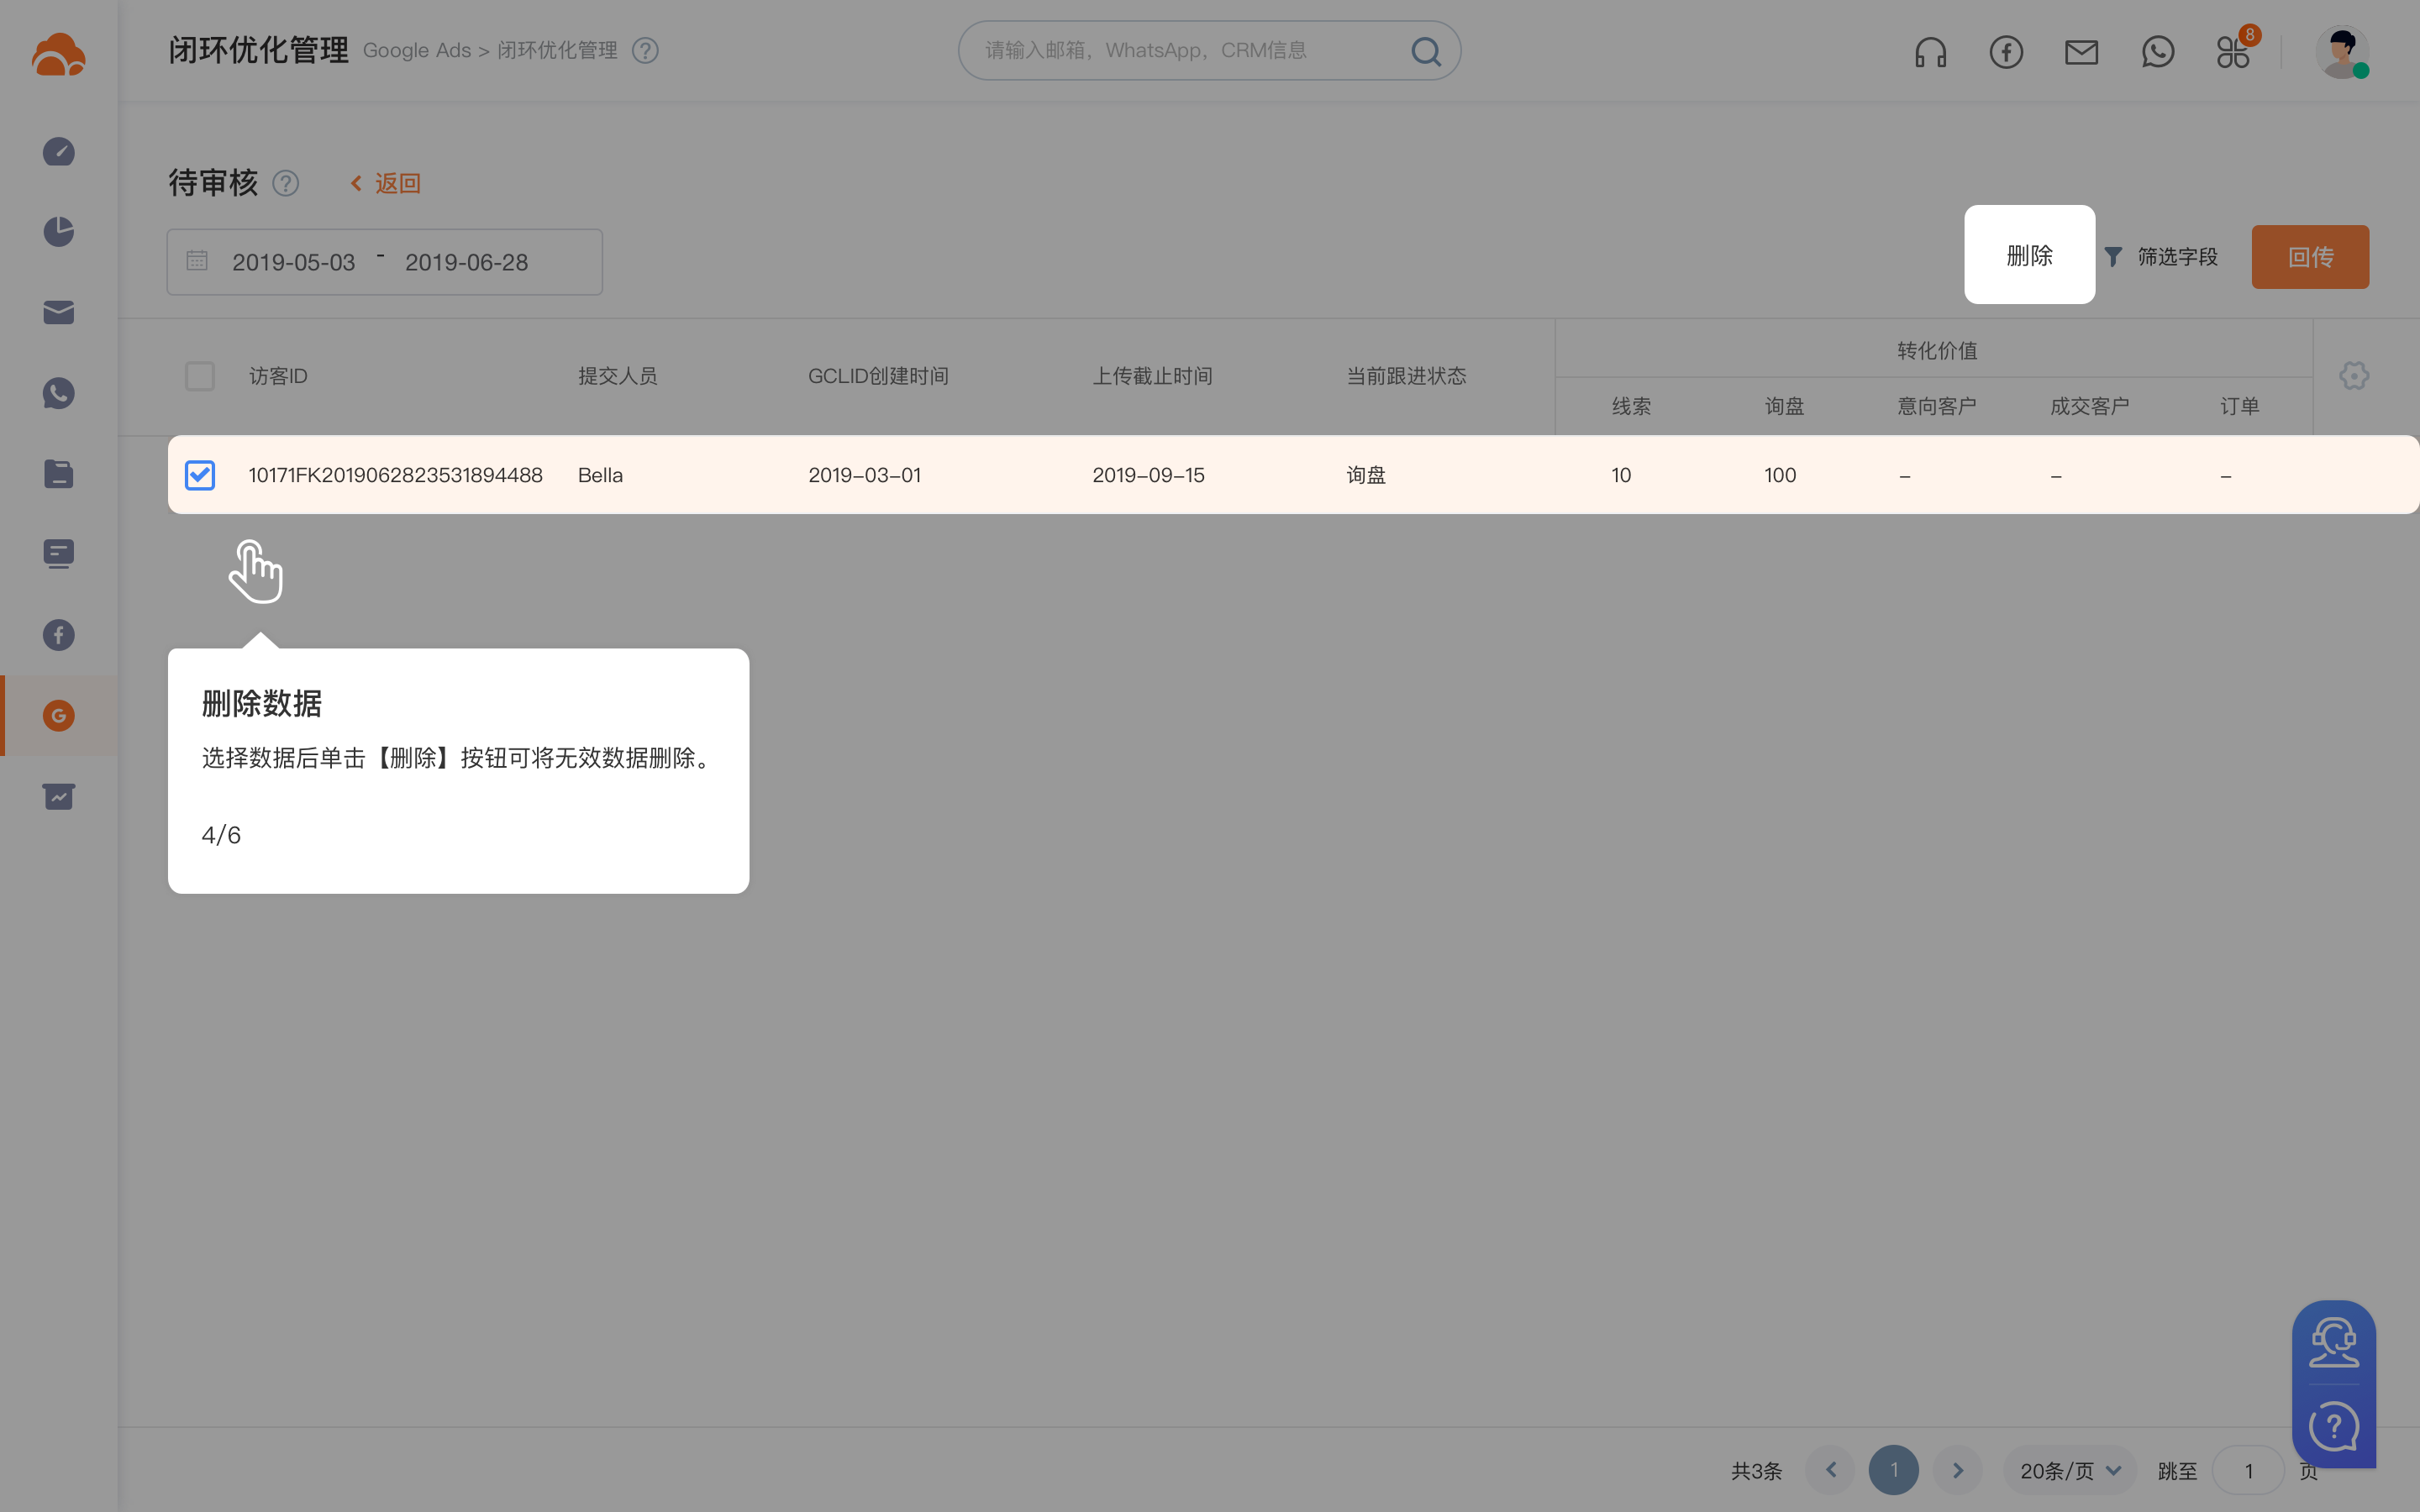 闭环优化管理 Google Ads > 闭环优化管理 ?
请输入邮箱，WhatsApp，CRM信息
8
待审核 ? 返回
2019-05-03 - 2019-06-28
删除 筛选字段 回传
访客ID 提交人员 GCLID创建时间 上传截止时间 当前跟进状态 转化价值
线索 询盘 意向客户 成交客户 订单
10171FK2019062823531894488 Bella 2019-03-01 2019-09-15 询盘 10 100 – – –
删除数据
选择数据后单击【删除】按钮可将无效数据删除。
4/6
共3条 1 20条/页 跳至 1 页